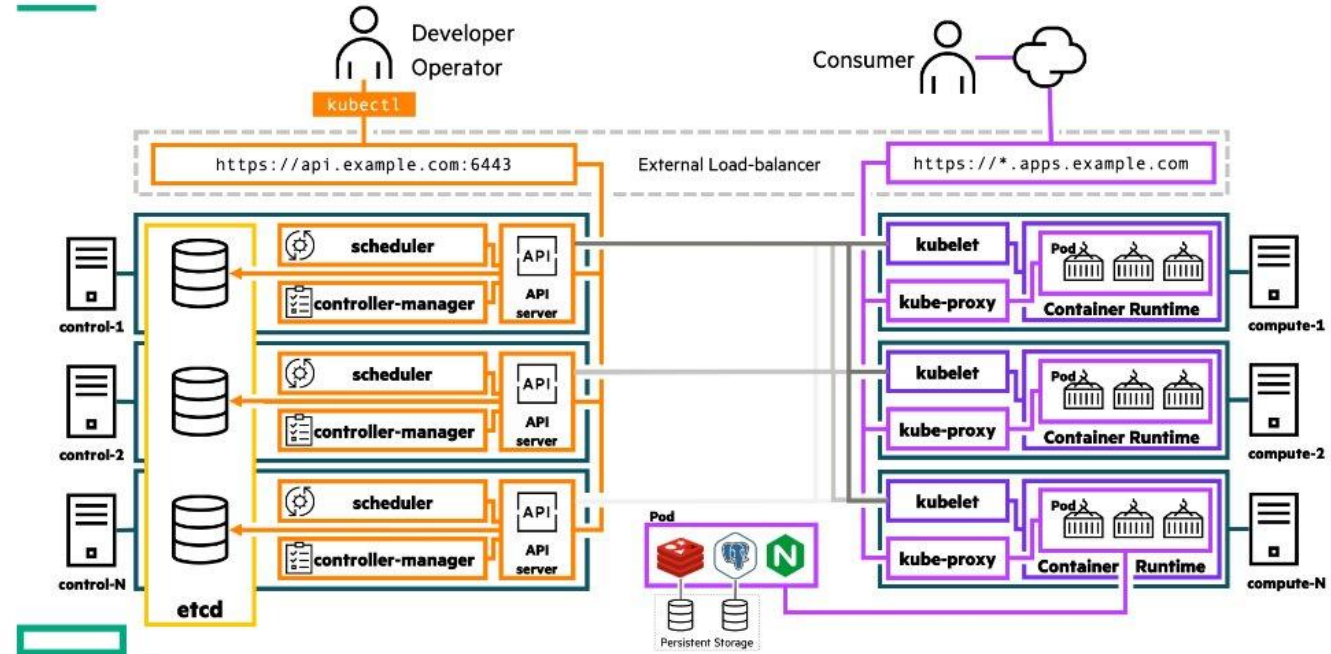 Developer
Operator
kubectl
Consumer
https://api.example.com:6443
External Load-balancer
https://*.apps.example.com
control-1
scheduler
controller-manager
API
API
server
kubelet
kube-proxy
Pod
Container Runtime
compute-1
control-2
scheduler
controller-manager
API
API
server
kubelet
kube-proxy
Pod
Container Runtime
compute-2
control-N
scheduler
controller-manager
API
API
server
kubelet
kube-proxy
Pod
Container Runtime
compute-N
etcd
Pod
N
Persistent Storage